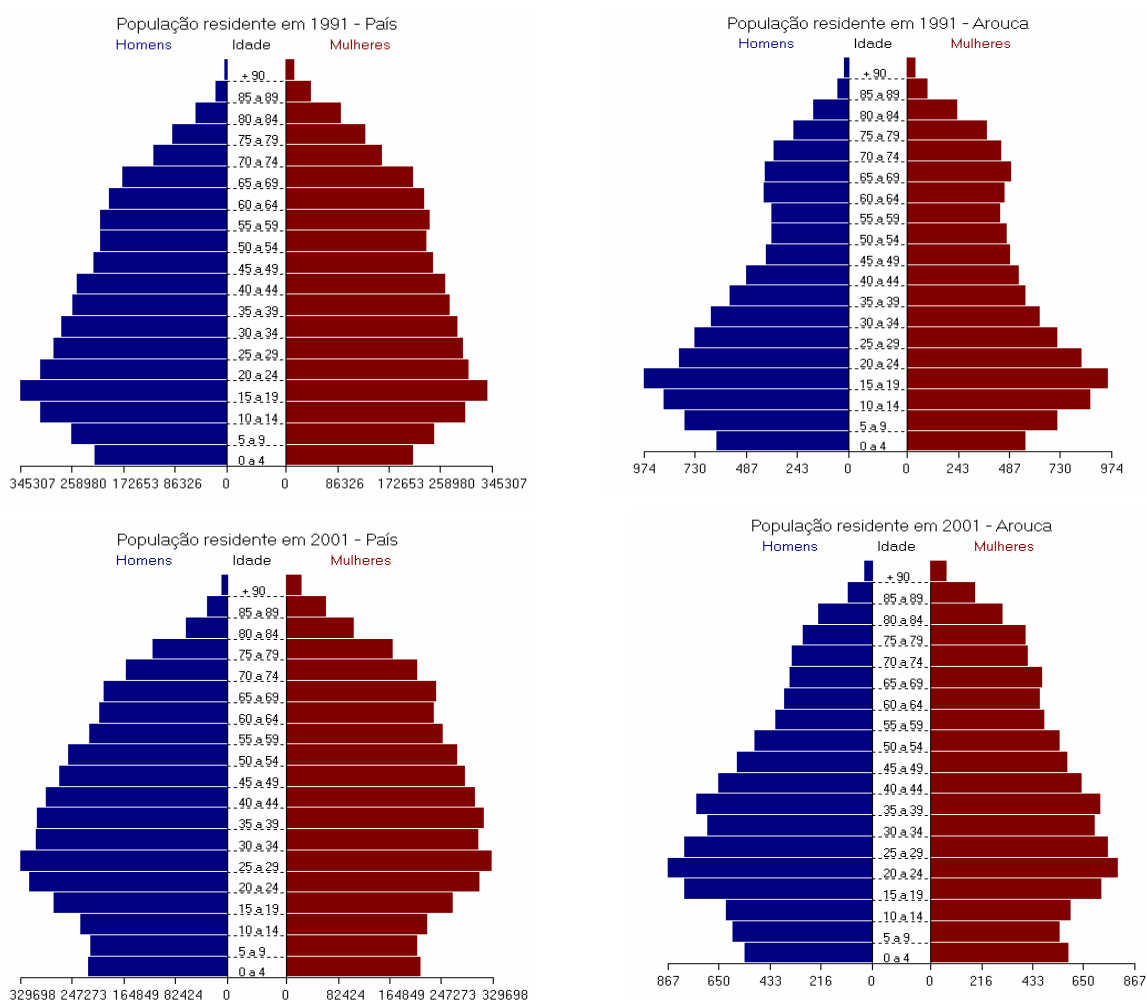 População residente em 1991 - País
Homens Idade Mulheres
+ 90
85 a 89
80 a 84
75 a 79
70 a 74
65 a 69
60 a 64
55 a 59
50 a 54
45 a 49
40 a 44
35 a 39
30 a 34
25 a 29
20 a 24
15 a 19
10 a 14
5 a 9
0 a 4
345307 258980 172653 86326 0 0 86326 172653 258980 345307
População residente em 1991 - Arouca
Homens Idade Mulheres
+ 90
85 a 89
80 a 84
75 a 79
70 a 74
65 a 69
60 a 64
55 a 59
50 a 54
45 a 49
40 a 44
35 a 39
30 a 34
25 a 29
20 a 24
15 a 19
10 a 14
5 a 9
0 a 4
974 730 487 243 0 0 243 487 730 974
População residente em 2001 - País
Homens Idade Mulheres
+ 90
85 a 89
80 a 84
75 a 79
70 a 74
65 a 69
60 a 64
55 a 59
50 a 54
45 a 49
40 a 44
35 a 39
30 a 34
25 a 29
20 a 24
15 a 19
10 a 14
5 a 9
0 a 4
329698 247273 164849 82424 0 0 82424 164849 247273 329698
População residente em 2001 - Arouca
Homens Idade Mulheres
+ 90
85 a 89
80 a 84
75 a 79
70 a 74
65 a 69
60 a 64
55 a 59
50 a 54
45 a 49
40 a 44
35 a 39
30 a 34
25 a 29
20 a 24
15 a 19
10 a 14
5 a 9
0 a 4
867 650 433 216 0 0 216 433 650 867